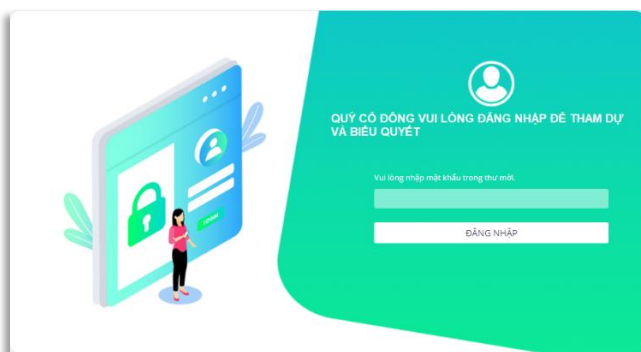 QUÝ CỔ ĐÔNG VUI LÒNG ĐĂNG NHẬP ĐỂ THAM DỰ
VÀ BIỂU QUYẾT
Vui lòng nhập mật khẩu trong thư mời.
ĐĂNG NHẬP
LOGIN